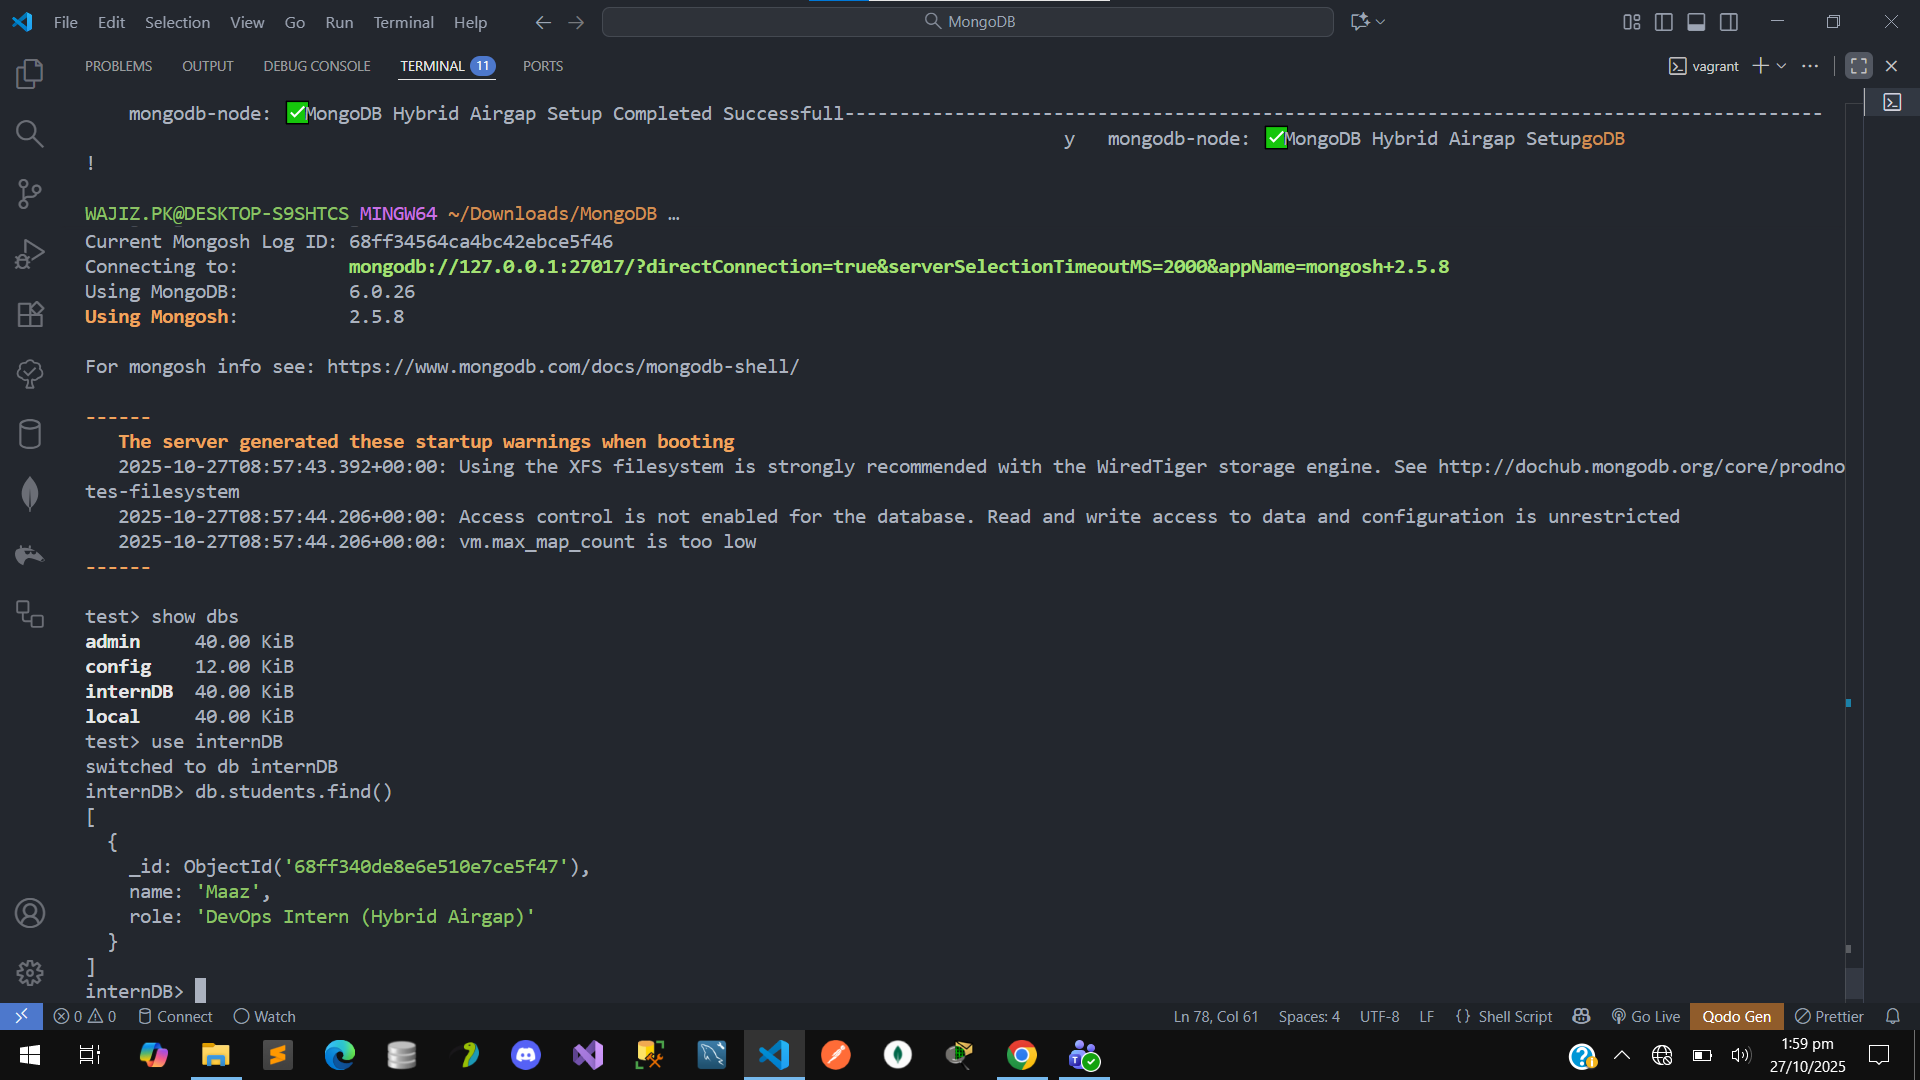 File Edit Selection View Go Run Terminal Help
MongoDB
PROBLEMS OUTPUT DEBUG CONSOLE TERMINAL 11 PORTS
vagrant
mongodb-node: ✅MongoDB Hybrid Airgap Setup Completed Successfull-----------------------------------------------------------------------------------------
y mongodb-node: ✅MongoDB Hybrid Airgap SetupgoDB
!
WAJIZ.PK@DESKTOP-S9SHTCS MINGW64 ~/Downloads/MongoDB …
Current Mongosh Log ID: 68ff34564ca4bc42ebce5f46
Connecting to: mongodb://127.0.0.1:27017/?directConnection=true&serverSelectionTimeoutMS=2000&appName=mongosh+2.5.8
Using MongoDB: 6.0.26
Using Mongosh: 2.5.8
For mongosh info see: https://www.mongodb.com/docs/mongodb-shell/
------
The server generated these startup warnings when booting
2025-10-27T08:57:43.392+00:00: Using the XFS filesystem is strongly recommended with the WiredTiger storage engine. See http://dochub.mongodb.org/core/prodno
tes-filesystem
2025-10-27T08:57:44.206+00:00: Access control is not enabled for the database. Read and write access to data and configuration is unrestricted
2025-10-27T08:57:44.206+00:00: vm.max_map_count is too low
------
test> show dbs
admin 40.00 KiB
config 12.00 KiB
internDB 40.00 KiB
local 40.00 KiB
test> use internDB
switched to db internDB
internDB> db.students.find()
[
{
_id: ObjectId('68ff340de8e6e510e7ce5f47'),
name: 'Maaz',
role: 'DevOps Intern (Hybrid Airgap)'
}
]
internDB>
0 0 Connect Watch Ln 78, Col 61 Spaces: 4 UTF-8 LF {} Shell Script Go Live Qodo Gen Prettier
1:59 pm
27/10/2025